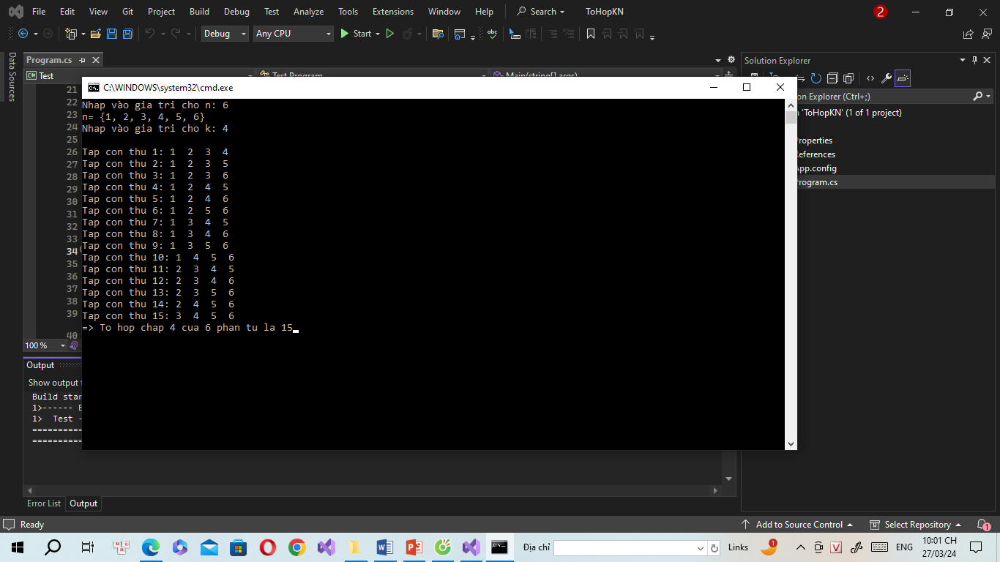 File Edit View Git Project Build Debug Test Analyze Tools Extensions Window Help Search ToHopKN 2
Debug Any CPU Start
Data Sources
Program.cs
Solution Explorer
C# Test
Test.Program
Main(string[] args)
C:\WINDOWS\system32\cmd.exe
on Explorer (Ctrl+;)
'ToHopKN' (1 of 1 project)
roperties
eferences
App.config
rogram.cs
21
22
23
24
25
26
27
28
29
30
31
32
33
34
35
36
37
38
39
40
Nhap vào gia tri cho n: 6
n= {1, 2, 3, 4, 5, 6}
Nhap vào gia tri cho k: 4
Tap con thu 1: 1 2 3 4
Tap con thu 2: 1 2 3 5
Tap con thu 3: 1 2 3 6
Tap con thu 4: 1 2 4 5
Tap con thu 5: 1 2 4 6
Tap con thu 6: 1 2 5 6
Tap con thu 7: 1 3 4 5
Tap con thu 8: 1 3 4 6
Tap con thu 9: 1 3 5 6
Tap con thu 10: 1 4 5 6
Tap con thu 11: 2 3 4 5
Tap con thu 12: 2 3 4 6
Tap con thu 13: 2 3 5 6
Tap con thu 14: 2 4 5 6
Tap con thu 15: 3 4 5 6
=> To hop chap 4 cua 6 phan tu la 15
100 %
Output
Show output
Build star
1>------
1> Test -
===========
===========
Error List Output
Ready Add to Source Control Select Repository 1
Địa chỉ Links 1 ENG 10:01 CH
27/03/24